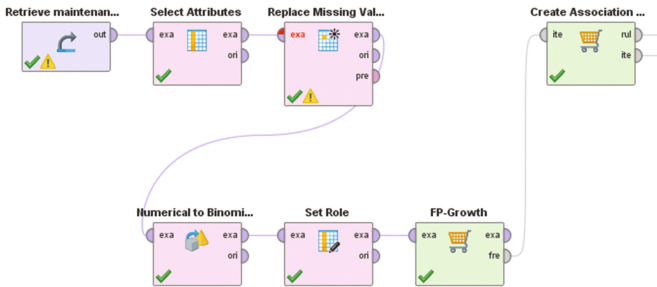 Retrieve maintenan...
out
Select Attributes
exa
exa
ori
Replace Missing Val...
exa
exa
ori
pre
Create Association ...
ite
rul
ite
Numerical to Binomi...
exa
exa
ori
Set Role
exa
exa
ori
FP-Growth
exa
exa
fre